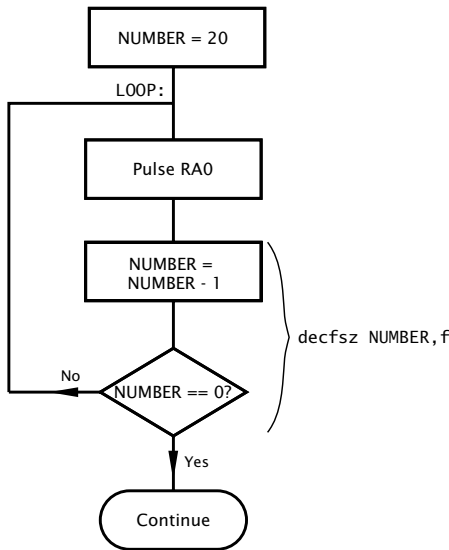 NUMBER = 20
LOOP:
Pulse RA0
NUMBER =
NUMBER - 1
decfsz NUMBER,f
No
NUMBER == 0?
Yes
Continue